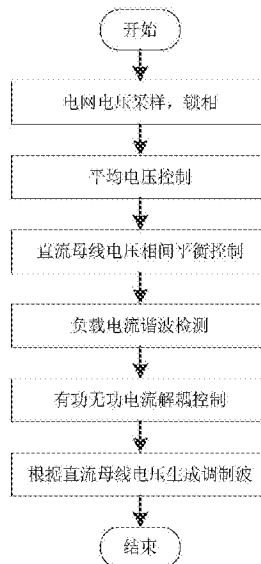 开始
电网电压采样，锁相
平均电压控制
直流母线电压相间平衡控制
负载电流谐波检测
有功无功电流解耦控制
根据直流母线电压生成调制波
结束